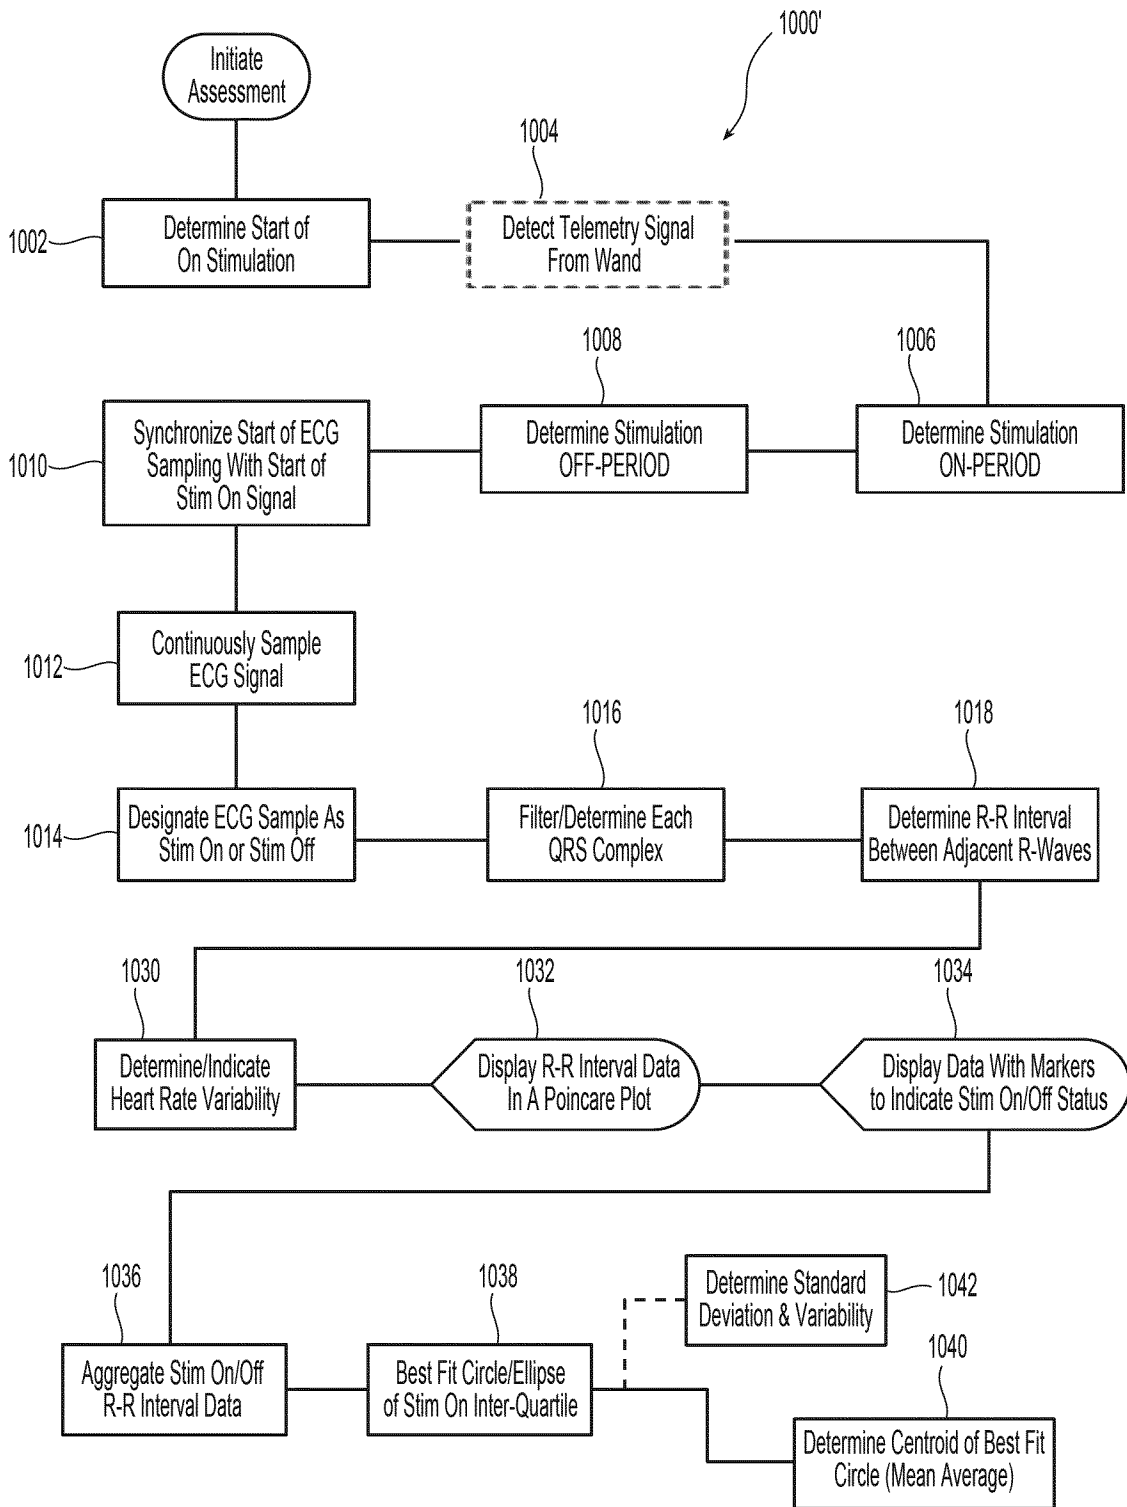 1000'
Initiate
Assessment
1004
1002
Determine Start of
On Stimulation
Detect Telemetry Signal
From Wand
1008
1006
1010
Synchronize Start of ECG
Sampling With Start of
Stim On Signal
Determine Stimulation
OFF-PERIOD
Determine Stimulation
ON-PERIOD
1012
Continuously Sample
ECG Signal
1016
1018
1014
Designate ECG Sample As
Stim On or Stim Off
Filter/Determine Each
QRS Complex
Determine R-R Interval
Between Adjacent R-Waves
1030
1032
1034
Determine/Indicate
Heart Rate Variability
Display R-R Interval Data
In A Poincare Plot
Display Data With Markers
to Indicate Stim On/Off Status
1036
1038
Determine Standard
Deviation & Variability
1042
1040
Aggregate Stim On/Off
R-R Interval Data
Best Fit Circle/Ellipse
of Stim On Inter-Quartile
Determine Centroid of Best Fit
Circle (Mean Average)